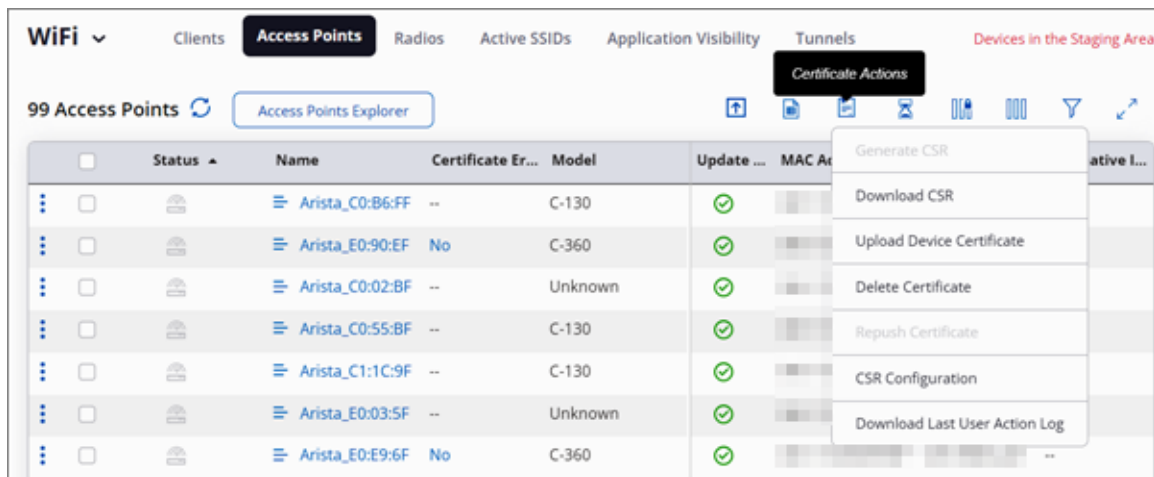 WiFi Clients Access Points Radios Active SSIDs Application Visibility Tunnels Devices in the Staging Area
Certificate Actions
99 Access Points Access Points Explorer
Status Name Certificate Er... Model Update ... MAC Ad ative I...
Arista_C0:B6:FF -- C-130
Arista_E0:90:EF No C-360
Arista_C0:02:BF -- Unknown
Arista_C0:55:BF -- C-130
Arista_C1:1C:9F -- C-130
Arista_E0:03:5F -- Unknown
Arista_E0:E9:6F No C-360 --
Generate CSR
Download CSR
Upload Device Certificate
Delete Certificate
Repush Certificate
CSR Configuration
Download Last User Action Log